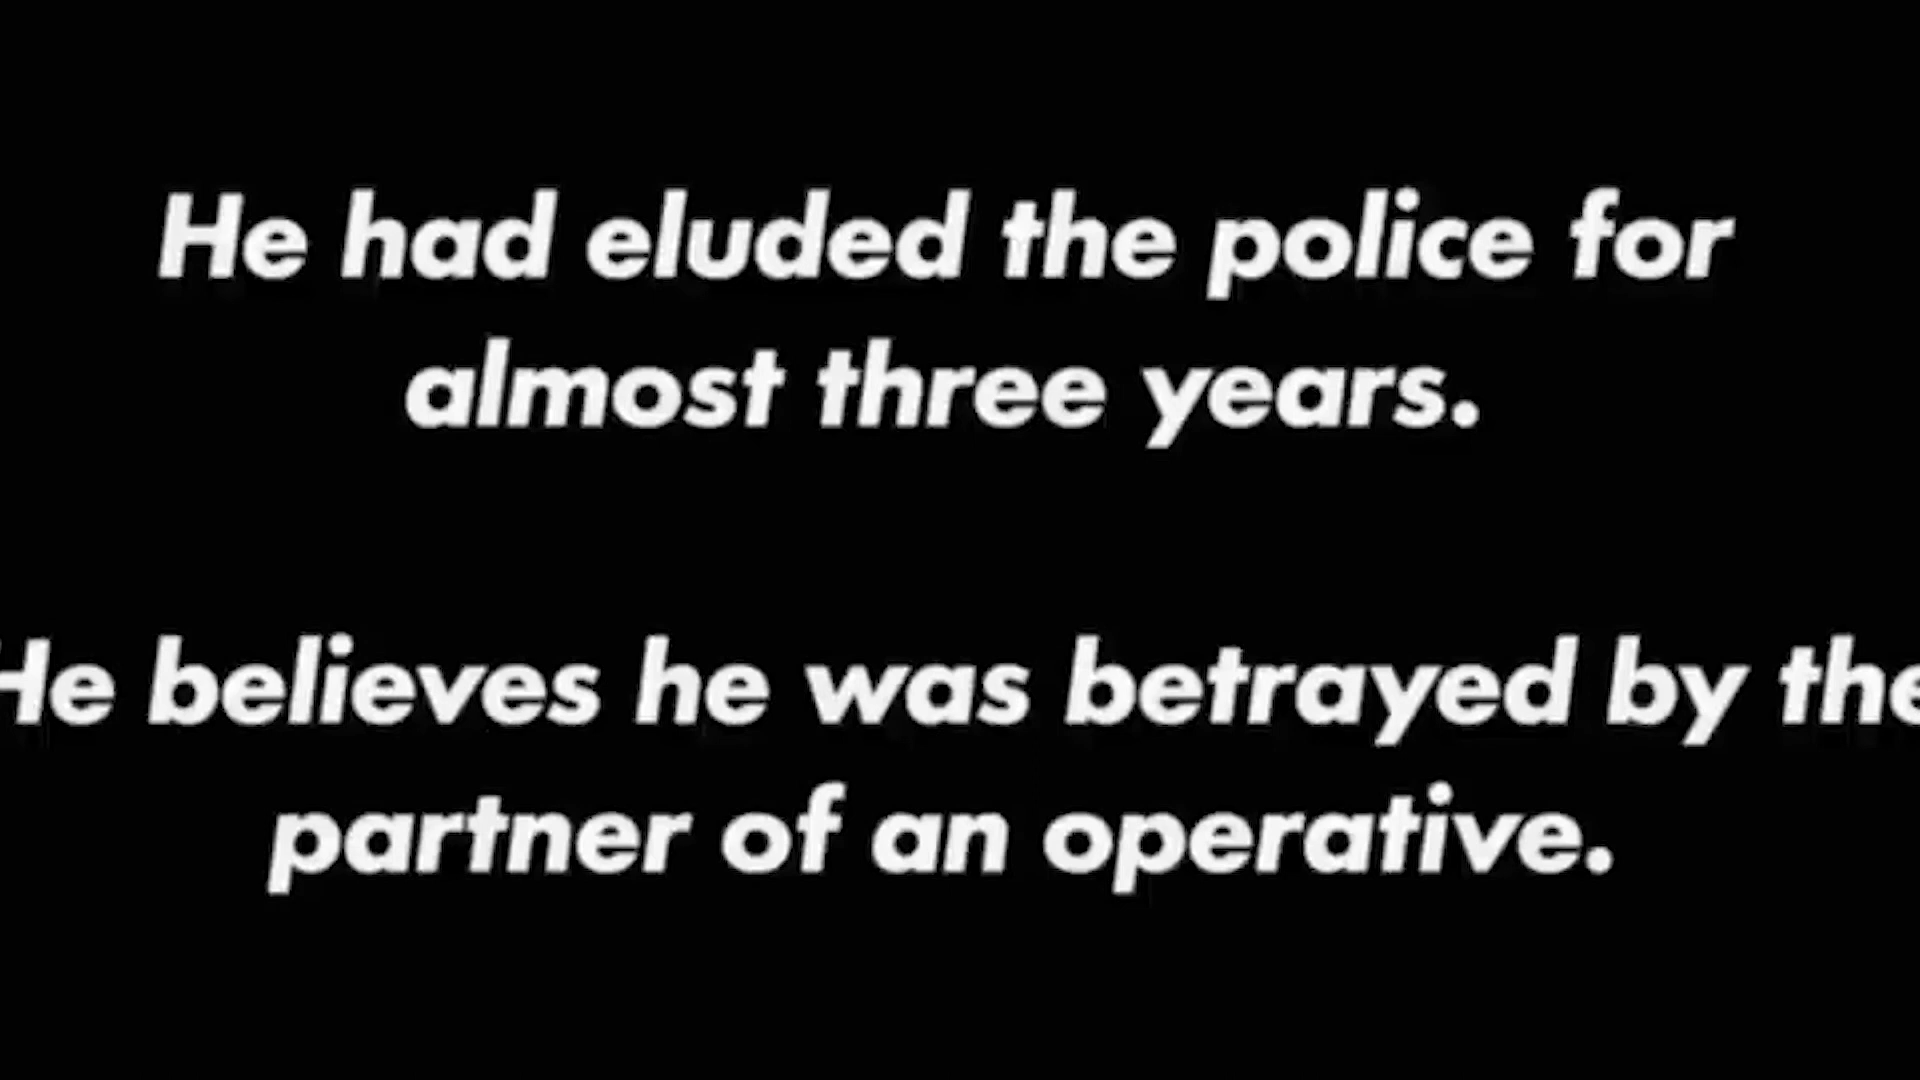 He had eluded the police for
almost three years.
He believes he was betrayed by the
partner of an operative.